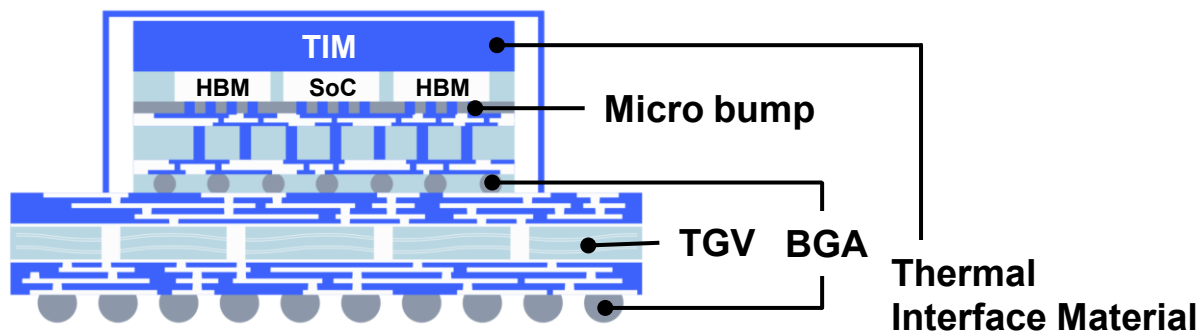 TIM
HBM
SoC
HBM
Micro bump
TGV
BGA
Thermal
Interface Material